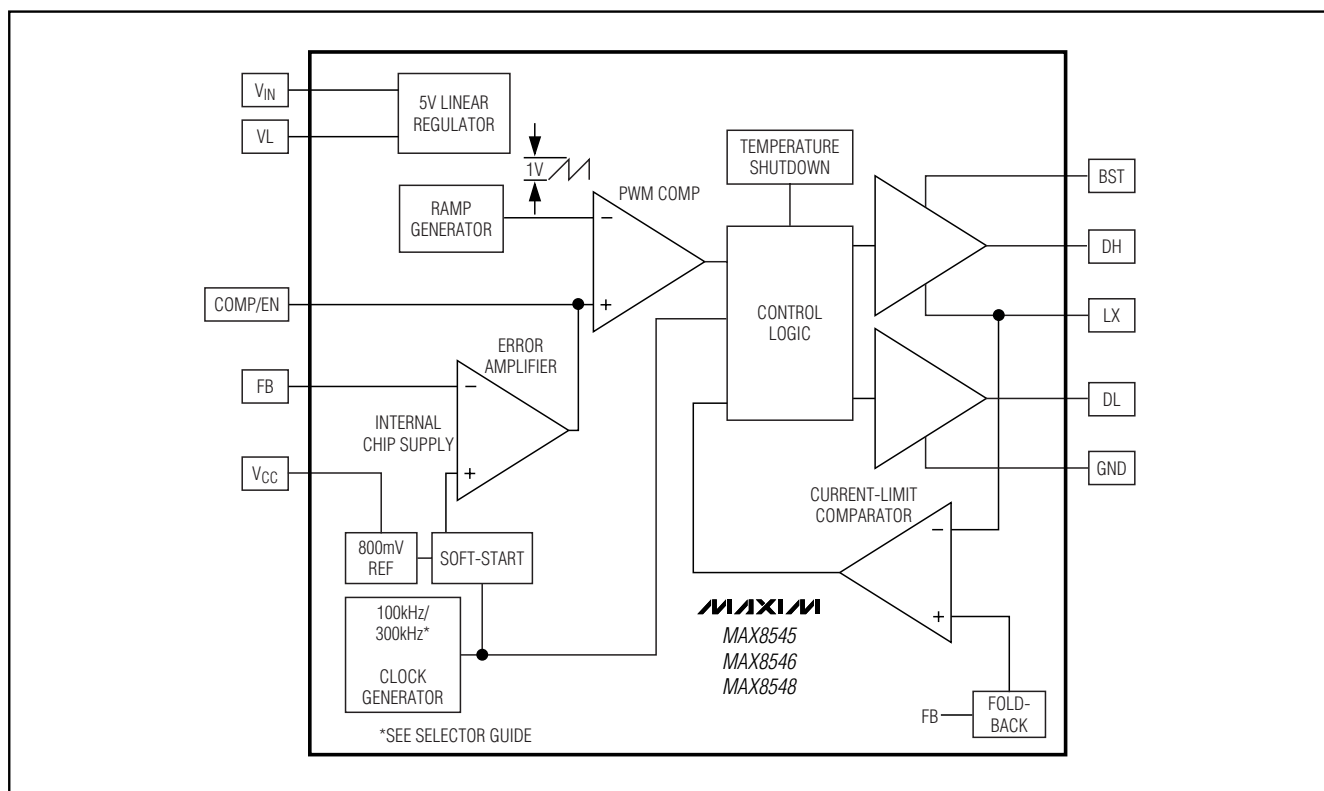 VIN
VL
5V LINEAR
REGULATOR
1V
RAMP
GENERATOR
PWM COMP
−
+
TEMPERATURE
SHUTDOWN
CONTROL
LOGIC
BST
DH
LX
DL
GND
COMP/EN
ERROR
AMPLIFIER
FB
−
+
INTERNAL
CHIP SUPPLY
VCC
800mV
REF
SOFT-START
100kHz/
300kHz*
CLOCK
GENERATOR
*SEE SELECTOR GUIDE
CURRENT-LIMIT
COMPARATOR
−
+
MAXIM
MAX8545
MAX8546
MAX8548
FB
FOLD-
BACK